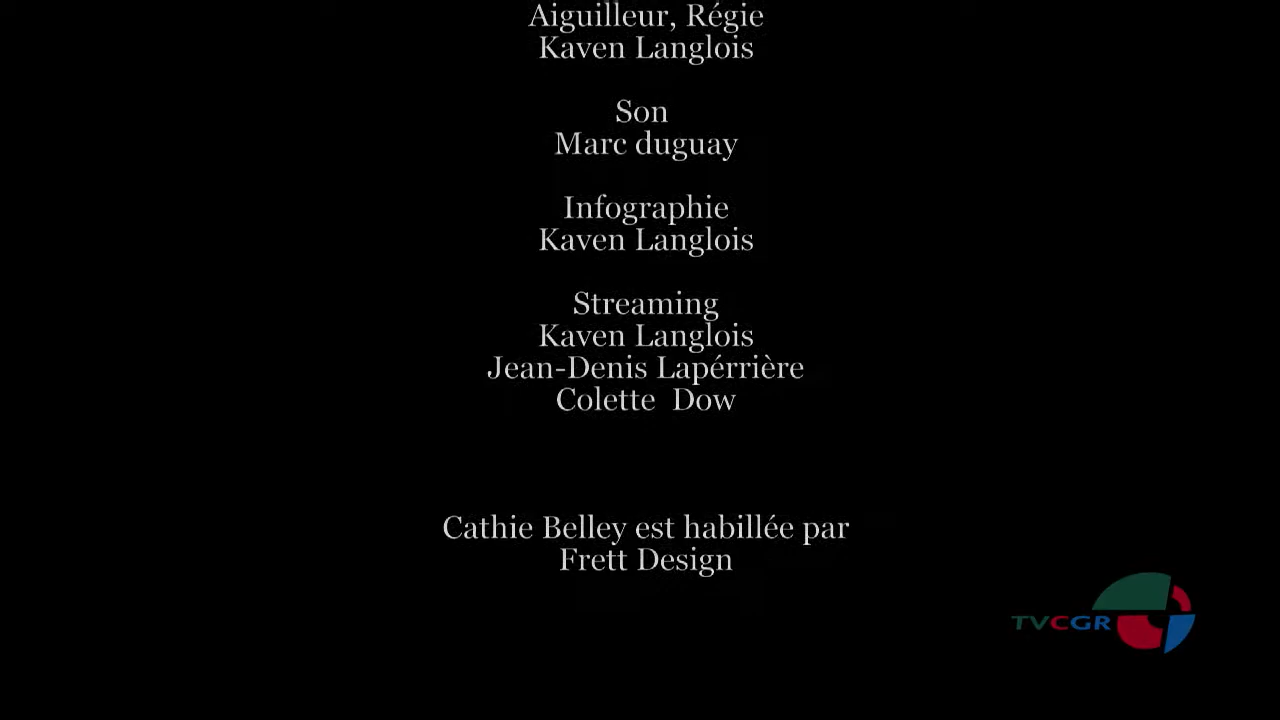 Aiguilleur, Régie
Kaven Langlois
Son
Marc duguay
Infographie
Kaven Langlois
Streaming
Kaven Langlois
Jean-Denis Lapérrière
Colette  Dow
Cathie Belley est habillée par
Frett Design
TVCGR